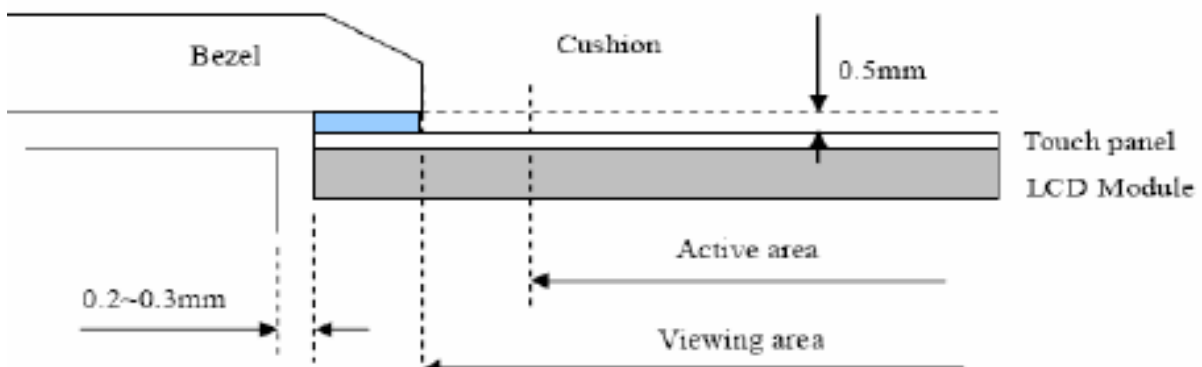 Cushion
Bezel
0.5mm
Touch panel
LCD Module
Active area
0.2~0.3mm
Viewing area